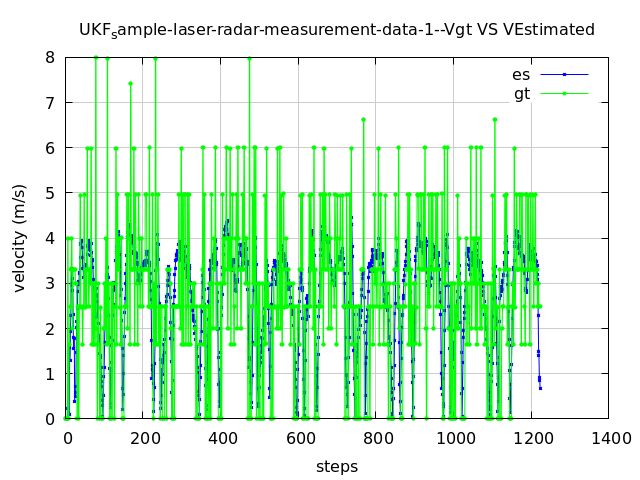 UKFsample-laser-radar-measurement-data-1--Vgt VS VEstimated
8
7
6
5
4
3
2
1
0
velocity (m/s)
es
gt
0 200 400 600 800 1000 1200 1400
steps